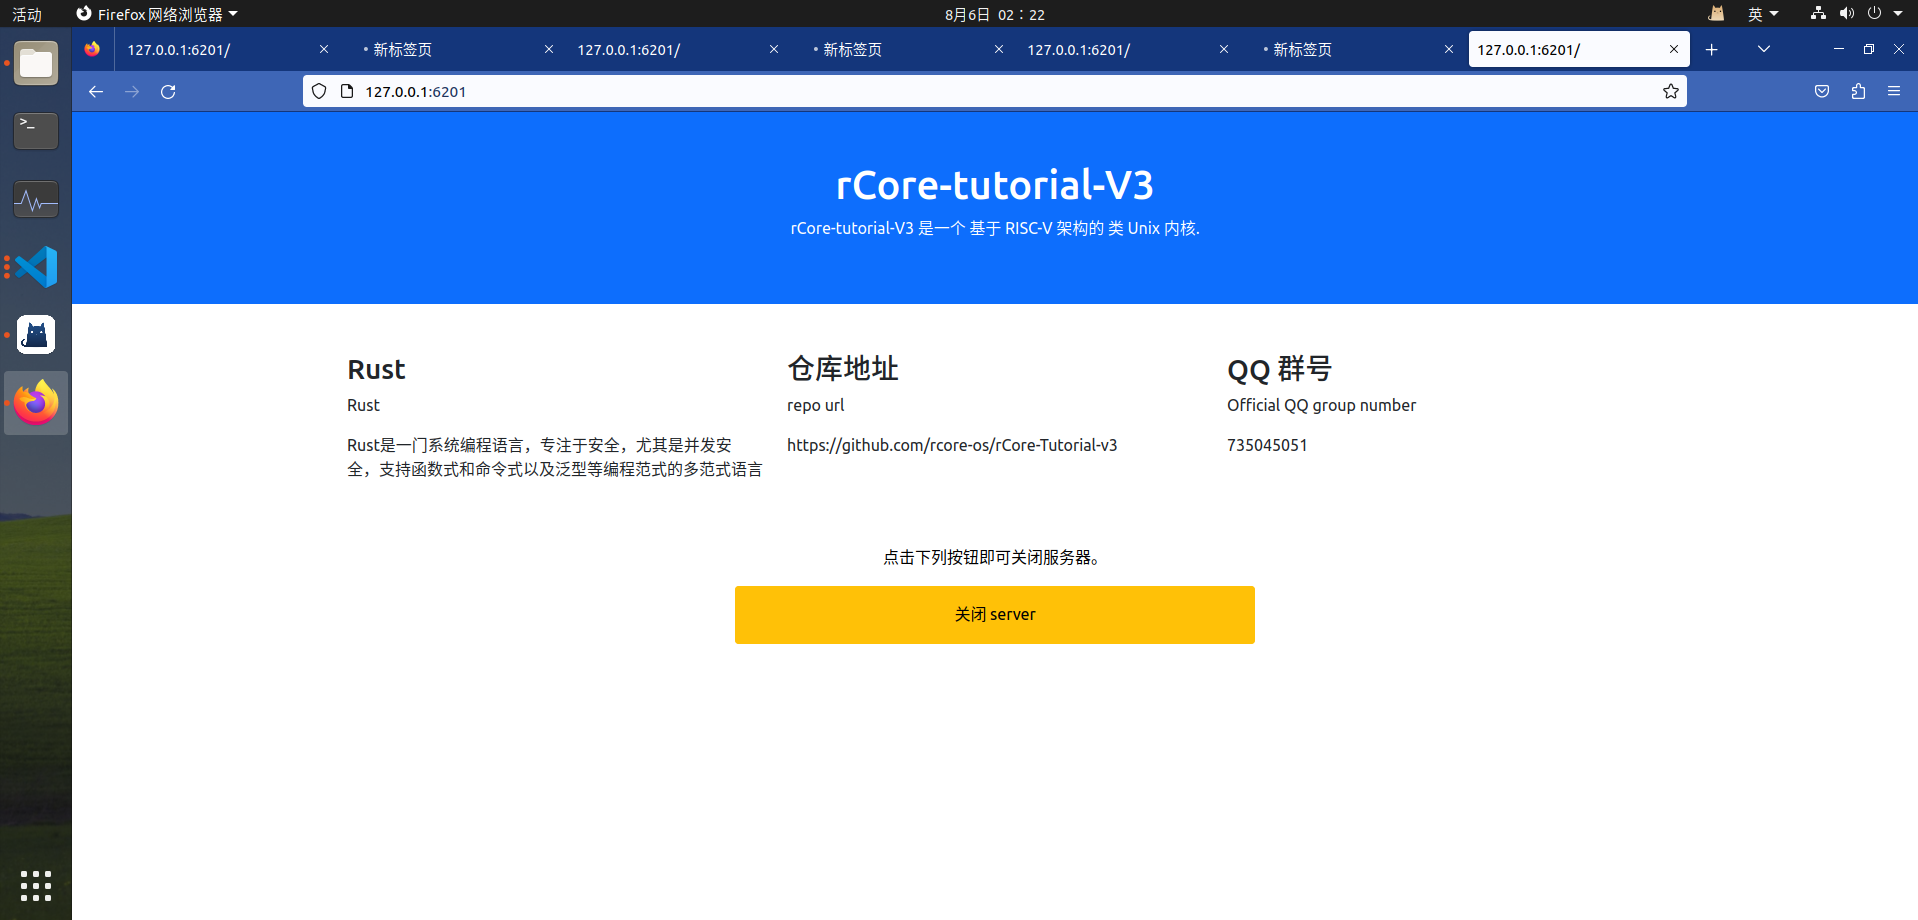 活动
Firefox 网络浏览器
8月6日 02：22
英
127.0.0.1:6201/
新标签页
127.0.0.1:6201/
新标签页
127.0.0.1:6201/
新标签页
127.0.0.1:6201/
127.0.0.1:6201
rCore-tutorial-V3
rCore-tutorial-V3 是一个 基于 RISC-V 架构的 类 Unix 内核.
Rust
Rust
Rust是一门系统编程语言，专注于安全，尤其是并发安
全，支持函数式和命令式以及泛型等编程范式的多范式语言
仓库地址
repo url
https://github.com/rcore-os/rCore-Tutorial-v3
QQ 群号
Official QQ group number
735045051
点击下列按钮即可关闭服务器。
关闭 server